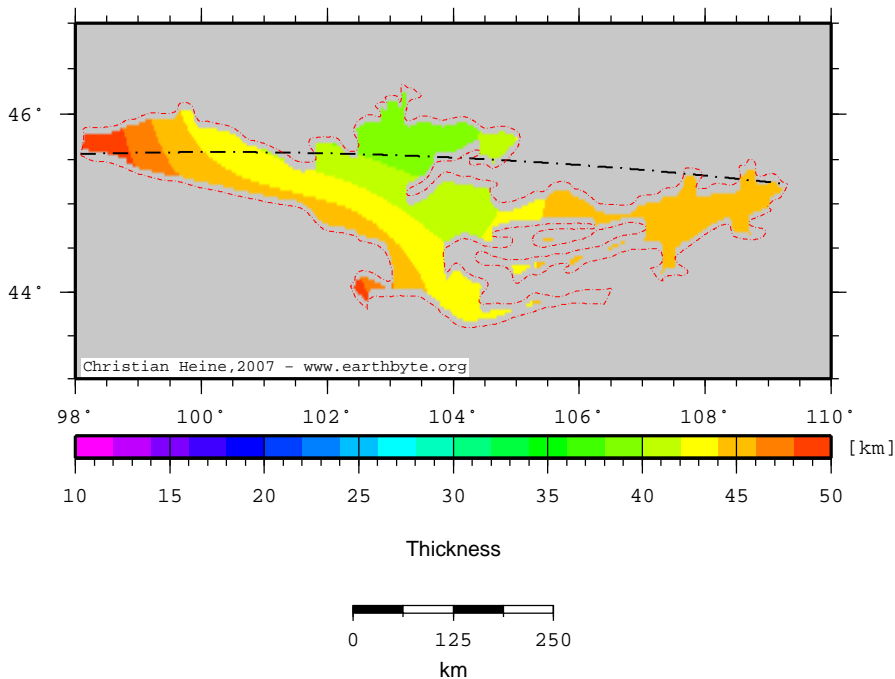 46°
44°
Christian Heine,2007 - www.earthbyte.org
98° 100° 102° 104° 106° 108° 110°
[km]
10 15 20 25 30 35 40 45 50
Thickness
0 125 250
km